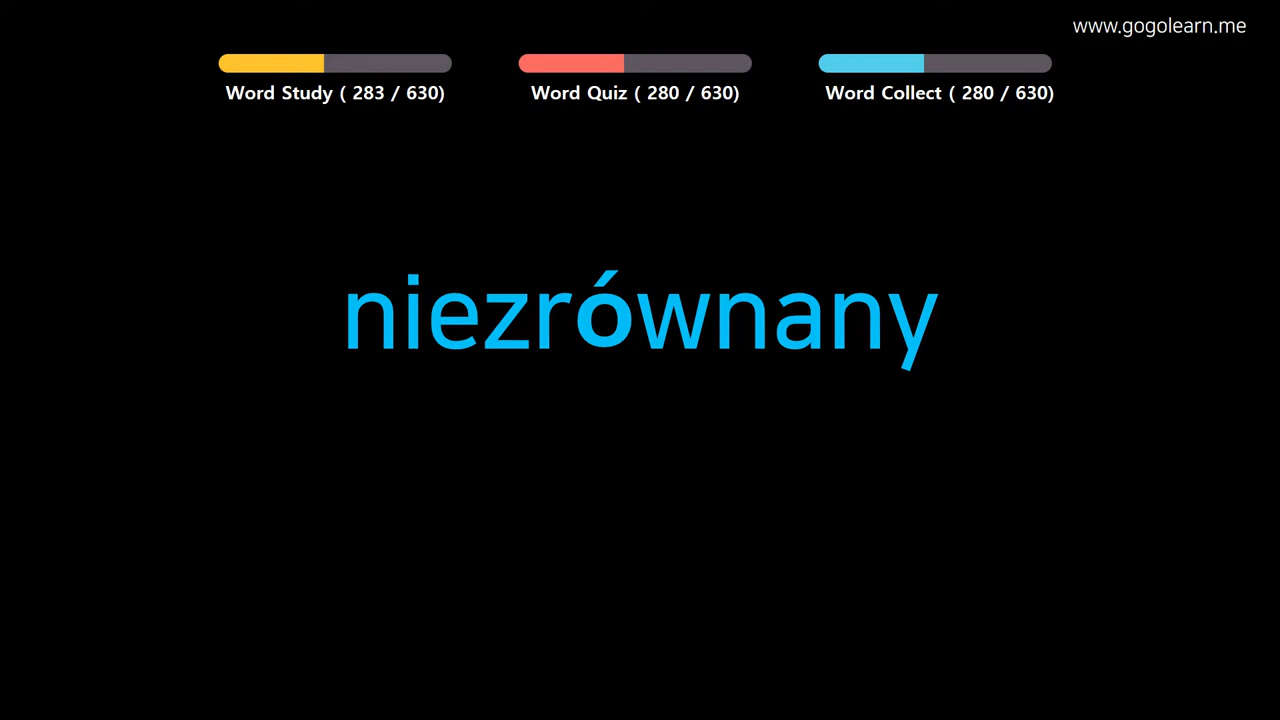 www.gogolearn.me
Word Study ( 283 / 630)
Word Quiz ( 280 / 630)
Word Collect ( 280 / 630)
niezrównany